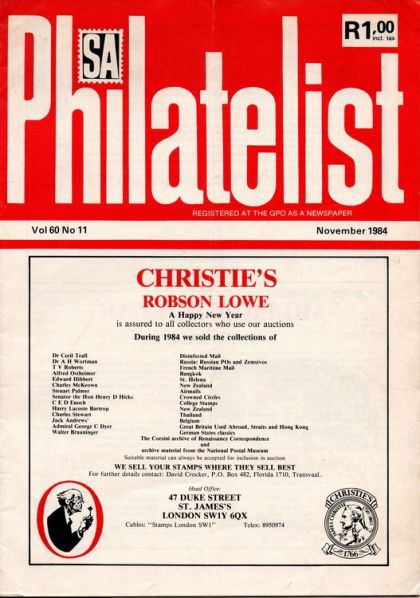 SA
R1,00
incl. tax
Philatelist
REGISTERED AT THE GPO AS A NEWSPAPER
Vol 60 No 11 November 1984
CHRISTIE'S
ROBSON LOWE
A Happy New Year
is assured to all collectors who use our auctions
During 1984 we sold the collections of
Dr Cecil Teall Disinfected Mail
Dr A H Wortman Russia: Russian POs and Zemstvos
T V Roberts French Maritime Mail
Alfred Ostheimer Bangkok
Edward Hibbert St. Helena
Charles McKeown New Zealand
Steuart Palmer Airmails
Senator the Hon Henry D Hicks Crowned Circles
C E D Enoch College Stamps
Harry Lacoste Bartrop New Zealand
Charles Stewart Thailand
Jack Andrews' Belgium
Admiral George C Dyer Great Britain Used Abroad, Straits and Hong Kong
Walter Brauninger German States classics
The Corsini archive of Renaissance Correspondence
and
archive material from the National Postal Museum
Suitable material can always be accepted for inclusion in auction
WE SELL YOUR STAMPS WHERE THEY SELL BEST
For further details contact: David Crocker, P.O. Box 482, Florida 1710, Transvaal.
Head Office:
47 DUKE STREET
ST. JAMES'S
LONDON SW1Y 6QX
Cables: "Stamps London SW1" Telex: 8950974
CHRISTIE'S
1766